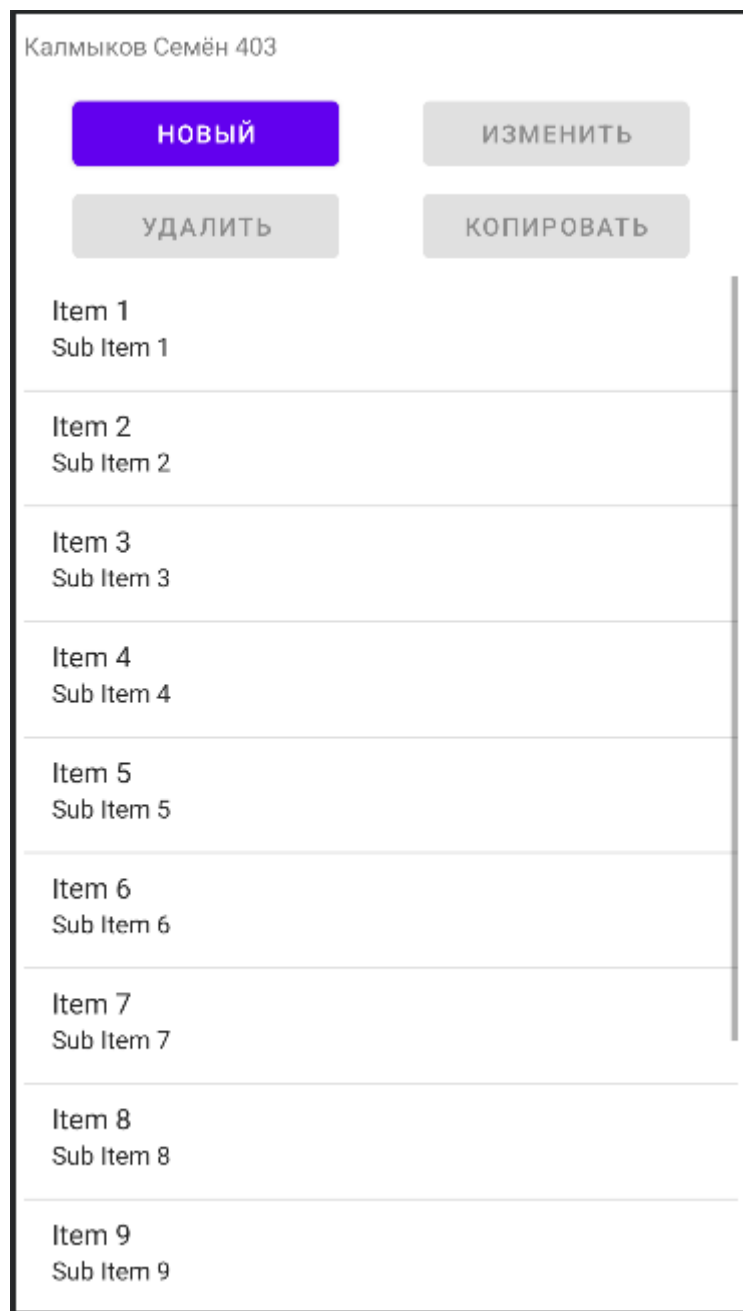 Калмыков Семён 403
НОВЫЙ ИЗМЕНИТЬ
УДАЛИТЬ КОПИРОВАТЬ
Item 1
Sub Item 1
Item 2
Sub Item 2
Item 3
Sub Item 3
Item 4
Sub Item 4
Item 5
Sub Item 5
Item 6
Sub Item 6
Item 7
Sub Item 7
Item 8
Sub Item 8
Item 9
Sub Item 9